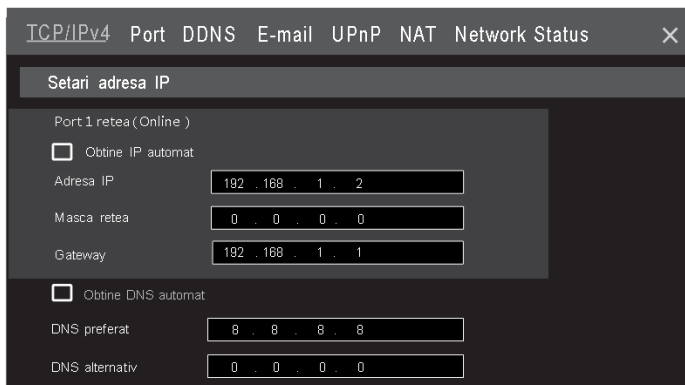 TCP/IPv4 Port DDNS E-mail UPnP NAT Network Status ×
Setari adresa IP
Port 1 retea (Online)
Obtine IP automat
Adresa IP 192 . 168 . 1 . 2
Masca retea 0 . 0 . 0 . 0
Gateway 192 . 168 . 1 . 1
Obtine DNS automat
DNS preferat 8 . 8 . 8 . 8
DNS alternativ 0 . 0 . 0 . 0